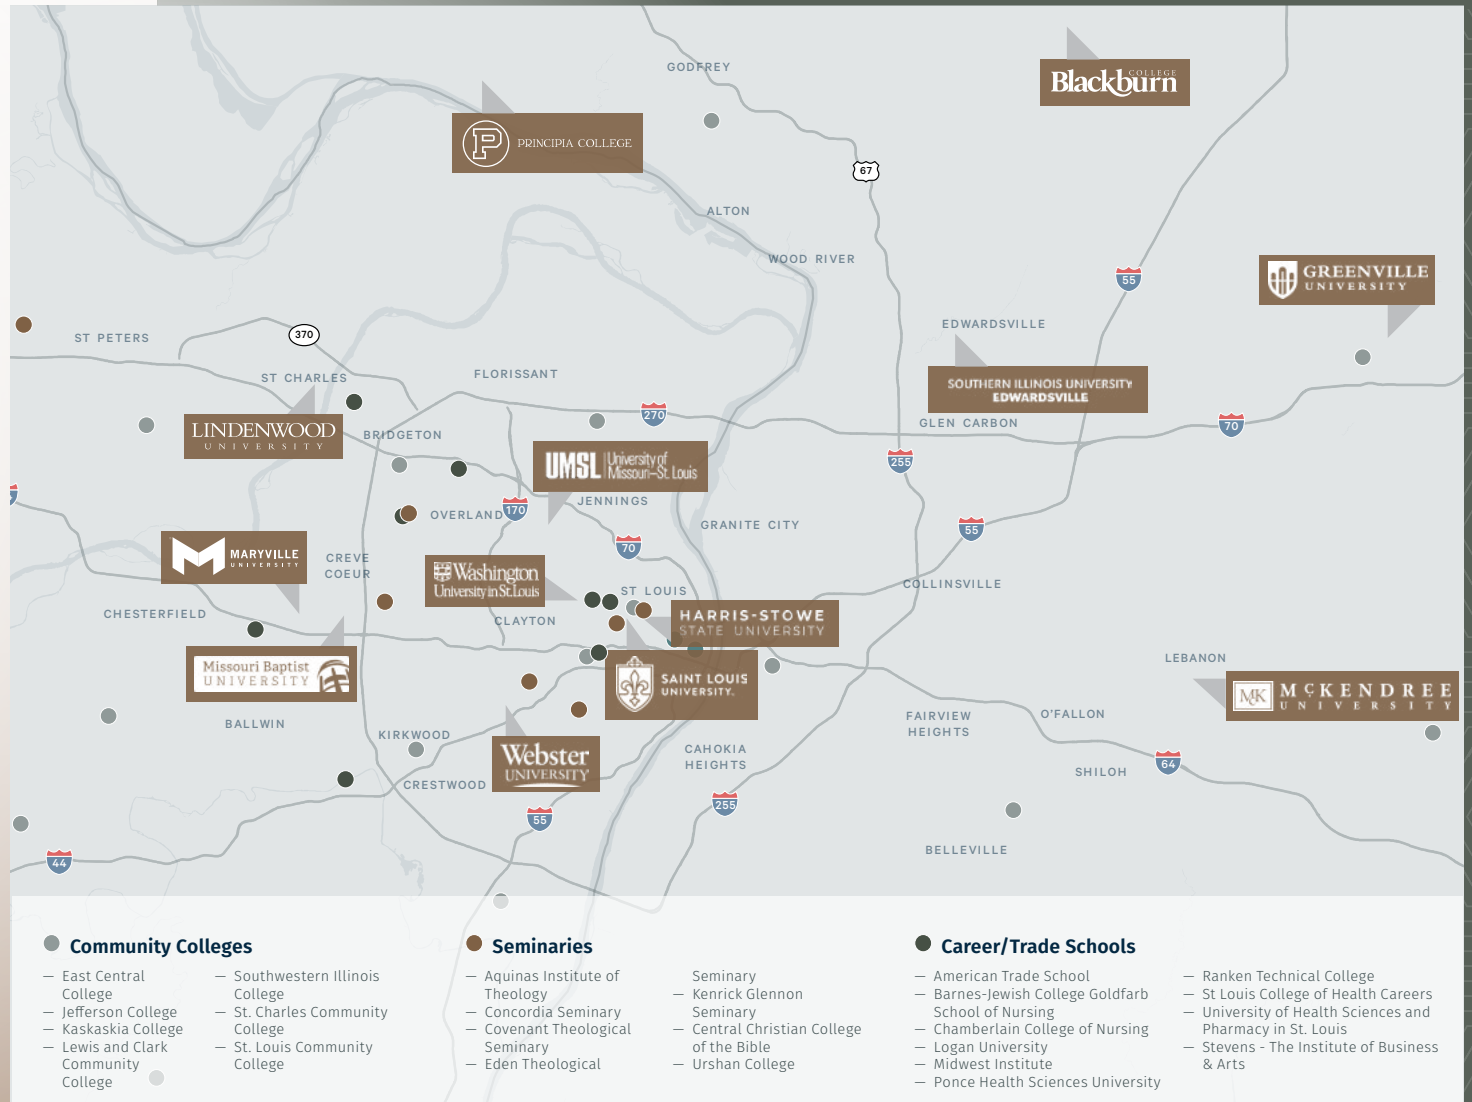 GODFREY
COLLEGE
Blackburn
P
PRINCIPIA COLLEGE
67
ALTON
WOOD RIVER
55
GREENVILLE
UNIVERSITY
EDWARDSVILLE
370
ST PETERS
ST CHARLES
FLORISSANT
SOUTHERN ILLINOIS UNIVERSITY
EDWARDSVILLE
270
GLEN CARBON
70
LINDENWOOD
UNIVERSITY
BRIDGETON
255
UMSL University of
Missouri–St. Louis
JENNINGS
OVERLAND
170
GRANITE CITY
55
70
MARYVILLE
UNIVERSITY
CREVE
COEUR
Washington
University in St. Louis
ST LOUIS
COLLINSVILLE
CHESTERFIELD
CLAYTON
HARRIS-STOWE
STATE UNIVERSITY
Missouri Baptist
UNIVERSITY
SAINT LOUIS
UNIVERSITY.
LEBANON
MK
McKENDREE
UNIVERSITY
BALLWIN
KIRKWOOD
FAIRVIEW
HEIGHTS
O'FALLON
Webster
UNIVERSITY
CAHOKIA
HEIGHTS
SHILOH
64
CRESTWOOD
255
55
BELLEVILLE
44
Community Colleges
— East Central
College
— Jefferson College
— Kaskaskia College
— Lewis and Clark
Community
College
— Southwestern Illinois
College
— St. Charles Community
College
— St. Louis Community
College
Seminaries
— Aquinas Institute of
Theology
— Concordia Seminary
— Covenant Theological
Seminary
— Eden Theological
Seminary
— Kenrick Glennon
Seminary
— Central Christian College
of the Bible
— Urshan College
Career/Trade Schools
— American Trade School
— Barnes-Jewish College Goldfarb
School of Nursing
— Chamberlain College of Nursing
— Logan University
— Midwest Institute
— Ponce Health Sciences University
— Ranken Technical College
— St Louis College of Health Careers
— University of Health Sciences and
Pharmacy in St. Louis
— Stevens - The Institute of Business
& Arts